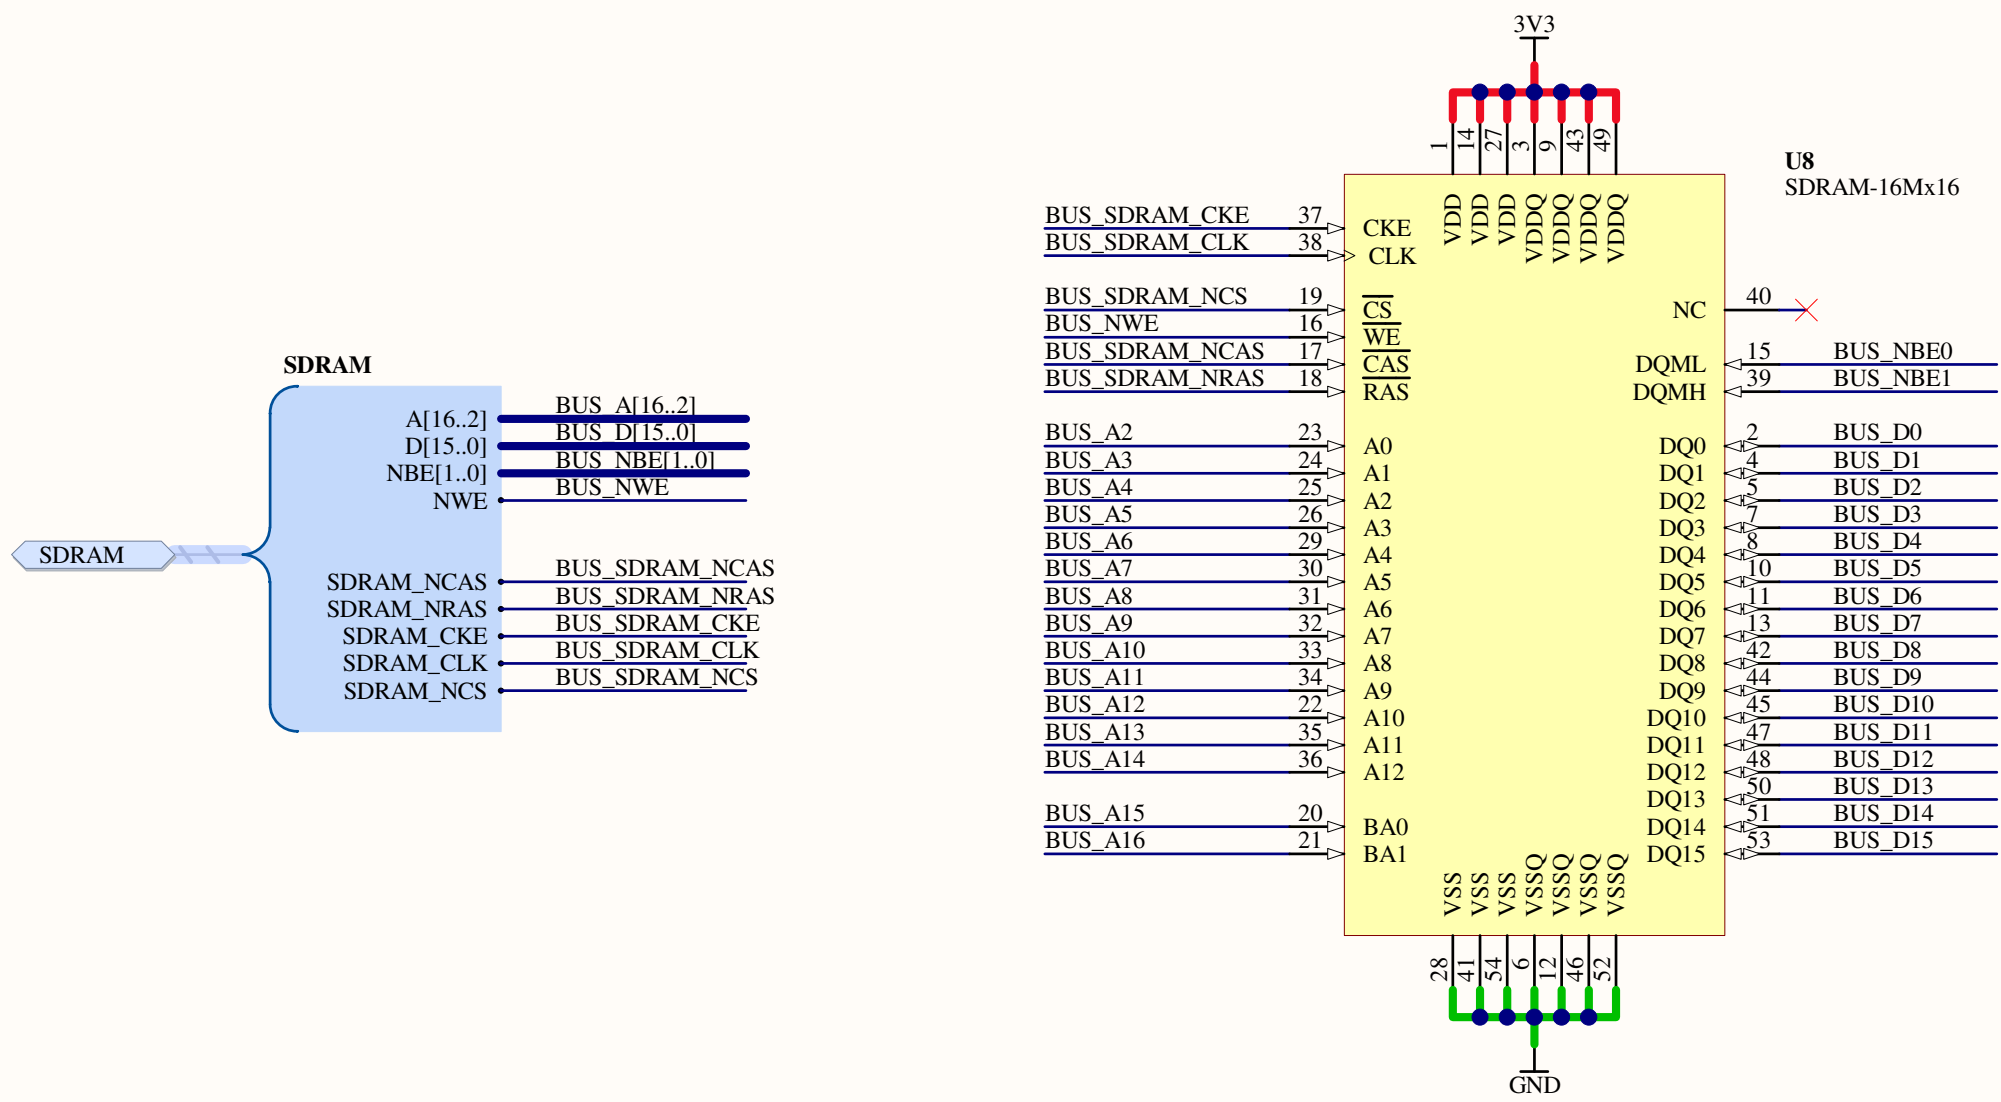 SDRAM
SDRAM
A[16..2] BUS_A[16..2]
D[15..0] BUS_D[15..0]
NBE[1..0] BUS_NBE[1..0]
NWE BUS_NWE
SDRAM_NCAS BUS_SDRAM_NCAS
SDRAM_NRAS BUS_SDRAM_NRAS
SDRAM_CKE BUS_SDRAM_CKE
SDRAM_CLK BUS_SDRAM_CLK
SDRAM_NCS BUS_SDRAM_NCS
3V3
1 14 27 3 9 43 49
VDD VDD VDD VDDQ VDDQ VDDQ VDDQ
U8
SDRAM-16Mx16
BUS_SDRAM_CKE 37 CKE
BUS_SDRAM_CLK 38 CLK
BUS_SDRAM_NCS 19 CS
BUS_NWE 16 WE
BUS_SDRAM_NCAS 17 CAS
BUS_SDRAM_NRAS 18 RAS
BUS_A2 23 A0
BUS_A3 24 A1
BUS_A4 25 A2
BUS_A5 26 A3
BUS_A6 29 A4
BUS_A7 30 A5
BUS_A8 31 A6
BUS_A9 32 A7
BUS_A10 33 A8
BUS_A11 34 A9
BUS_A12 22 A10
BUS_A13 35 A11
BUS_A14 36 A12
BUS_A15 20 BA0
BUS_A16 21 BA1
NC 40
DQML 15 BUS_NBE0
DQMH 39 BUS_NBE1
DQ0 2 BUS_D0
DQ1 4 BUS_D1
DQ2 5 BUS_D2
DQ3 7 BUS_D3
DQ4 8 BUS_D4
DQ5 10 BUS_D5
DQ6 11 BUS_D6
DQ7 13 BUS_D7
DQ8 42 BUS_D8
DQ9 44 BUS_D9
DQ10 45 BUS_D10
DQ11 47 BUS_D11
DQ12 48 BUS_D12
DQ13 50 BUS_D13
DQ14 51 BUS_D14
DQ15 53 BUS_D15
VSS VSS VSS VSSQ VSSQ VSSQ VSSQ
28 41 54 6 12 46 52
GND